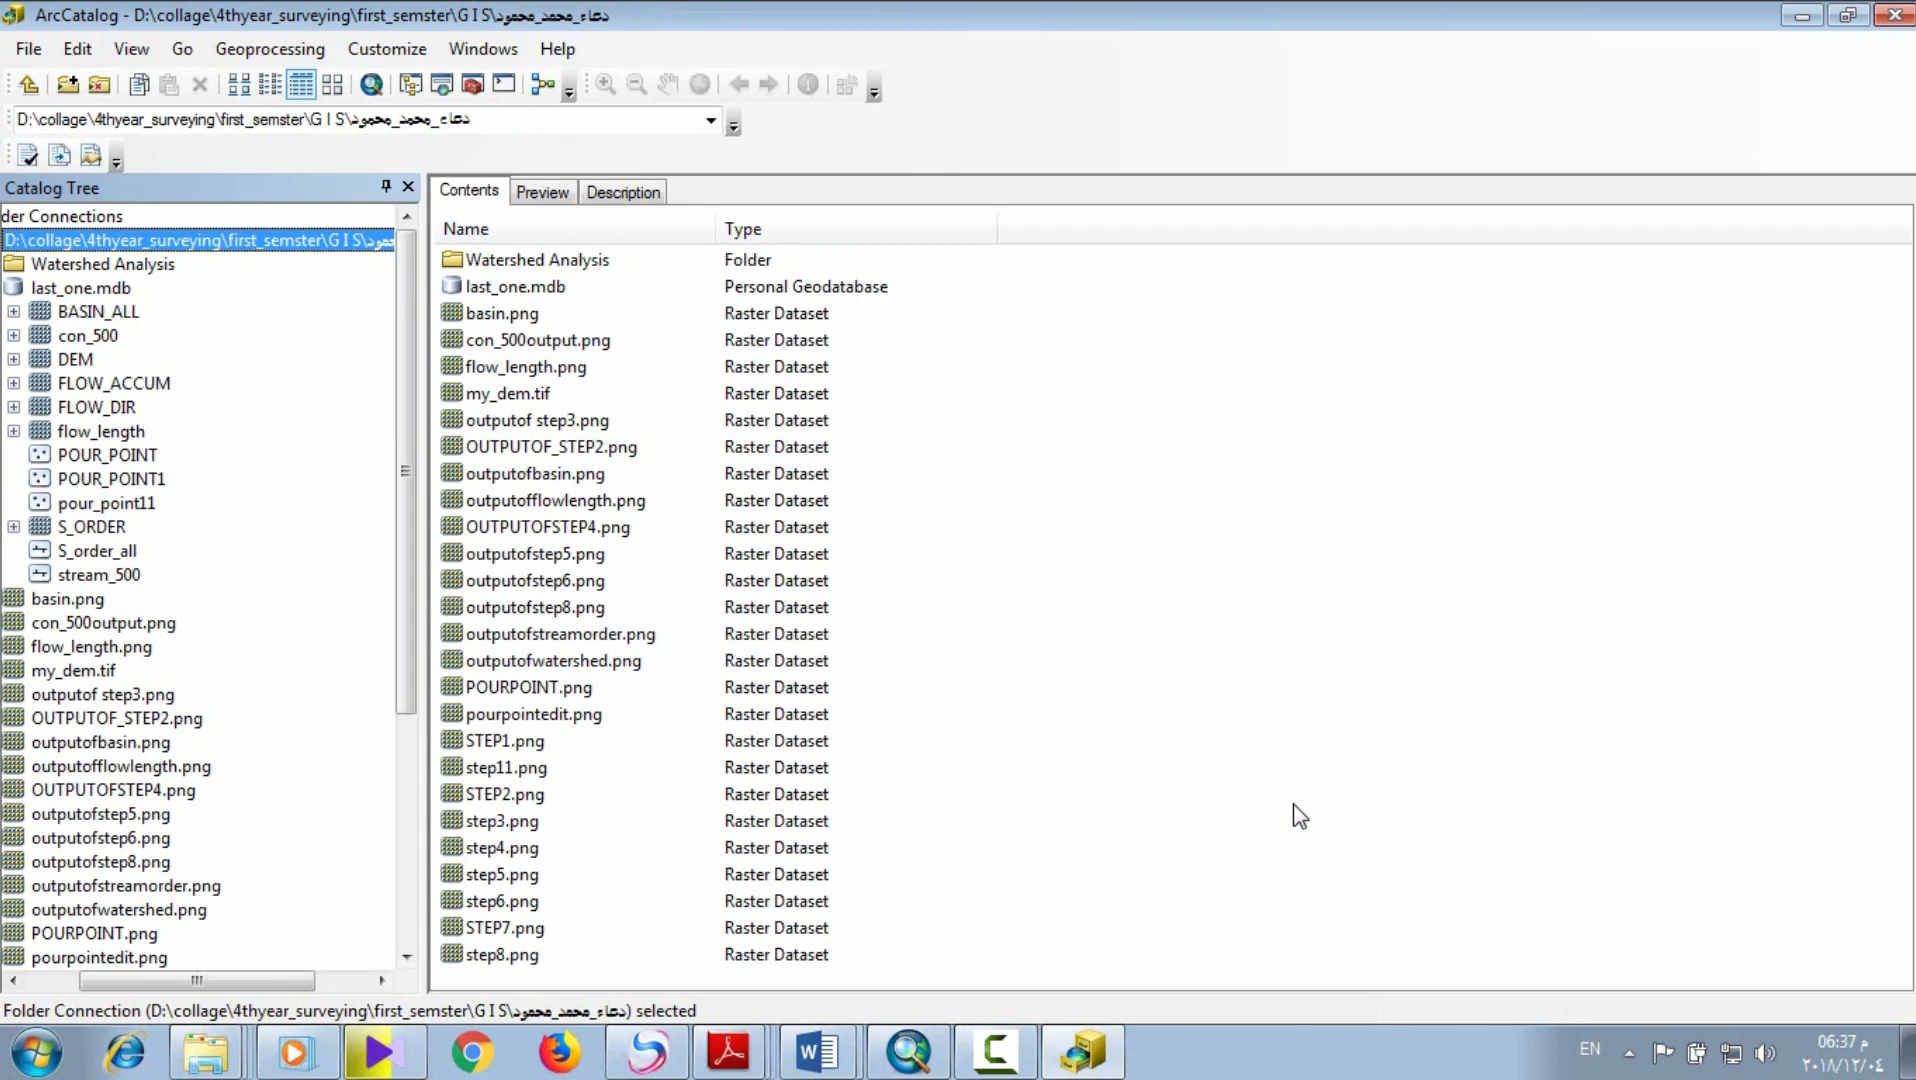 ArcCatalog - D:\collage\4thyear_surveying\first_semster\G I S\دعاء_محمد_محمود
File Edit View Go Geoprocessing Customize Windows Help
D:\collage\4thyear_surveying\first_semster\G I S\دعاء_محمد_محمود
Catalog Tree
der Connections
D:\collage\4thyear_surveying\first_semster\G I S\
Watershed Analysis
last_one.mdb
BASIN_ALL
con_500
DEM
FLOW_ACCUM
FLOW_DIR
flow_length
POUR_POINT
POUR_POINT1
pour_point11
S_ORDER
S_order_all
stream_500
basin.png
con_500output.png
flow_length.png
my_dem.tif
outputof step3.png
OUTPUTOF_STEP2.png
outputofbasin.png
outputofflowlength.png
OUTPUTOFSTEP4.png
outputofstep5.png
outputofstep6.png
outputofstep8.png
outputofstreamorder.png
outputofwatershed.png
POURPOINT.png
pourpointedit.png
Contents Preview Description
Name Type
Watershed Analysis Folder
last_one.mdb Personal Geodatabase
basin.png Raster Dataset
con_500output.png Raster Dataset
flow_length.png Raster Dataset
my_dem.tif Raster Dataset
outputof step3.png Raster Dataset
OUTPUTOF_STEP2.png Raster Dataset
outputofbasin.png Raster Dataset
outputofflowlength.png Raster Dataset
OUTPUTOFSTEP4.png Raster Dataset
outputofstep5.png Raster Dataset
outputofstep6.png Raster Dataset
outputofstep8.png Raster Dataset
outputofstreamorder.png Raster Dataset
outputofwatershed.png Raster Dataset
POURPOINT.png Raster Dataset
pourpointedit.png Raster Dataset
STEP1.png Raster Dataset
step11.png Raster Dataset
STEP2.png Raster Dataset
step3.png Raster Dataset
step4.png Raster Dataset
step5.png Raster Dataset
step6.png Raster Dataset
STEP7.png Raster Dataset
step8.png Raster Dataset
Folder Connection (D:\collage\4thyear_surveying\first_semster\G I S\دعاء_محمد_محمود) selected
EN
06:37 م
٢٠١٨/١٢/٠٤